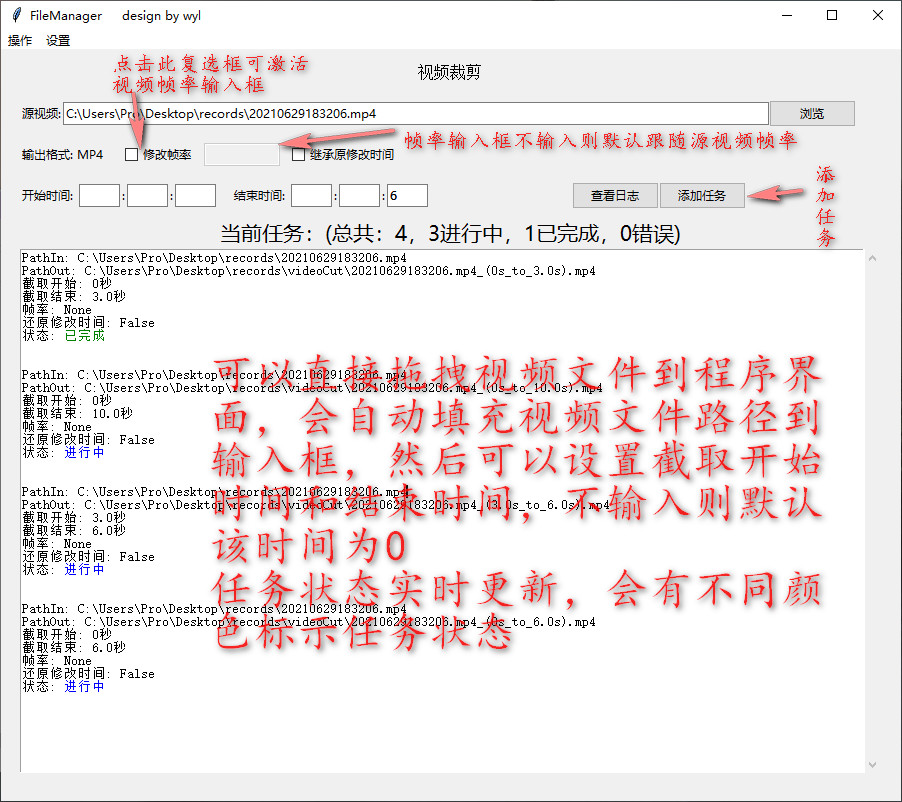 FileManager design by wyl
操作 设置
点击此复选框可激活
视频帧率输入框
视频裁剪
源视频: C:\Users\Pro\Desktop\records\20210629183206.mp4 浏览
输出格式: MP4 修改帧率 继承原修改时间
帧率输入框不输入则默认跟随源视频帧率
开始时间: : : 结束时间: : : 6 查看日志 添加任务
添加任务
当前任务：(总共：4，3进行中，1已完成，0错误)
PathIn: C:\Users\Pro\Desktop\records\20210629183206.mp4
PathOut: C:\Users\Pro\Desktop\records\videoCut\20210629183206.mp4_(0s_to_3.0s).mp4
截取开始: 0秒
截取结束: 3.0秒
帧率: None
还原修改时间: False
状态: 已完成
PathIn: C:\Users\Pro\Desktop\records\20210629183206.mp4
PathOut: C:\Users\Pro\Desktop\records\videoCut\20210629183206.mp4_(0s_to_10.0s).mp4
截取开始: 0秒
截取结束: 10.0秒
帧率: None
还原修改时间: False
状态: 进行中
PathIn: C:\Users\Pro\Desktop\records\20210629183206.mp4
PathOut: C:\Users\Pro\Desktop\records\videoCut\20210629183206.mp4_(3.0s_to_6.0s).mp4
截取开始: 3.0秒
截取结束: 6.0秒
帧率: None
还原修改时间: False
状态: 进行中
PathIn: C:\Users\Pro\Desktop\records\20210629183206.mp4
PathOut: C:\Users\Pro\Desktop\records\videoCut\20210629183206.mp4_(0s_to_6.0s).mp4
截取开始: 0秒
截取结束: 6.0秒
帧率: None
还原修改时间: False
状态: 进行中
可以直接拖拽视频文件到程序界
面，会自动填充视频文件路径到
输入框，然后可以设置截取开始
时间和结束时间，不输入则默认
该时间为0
任务状态实时更新，会有不同颜
色标示任务状态